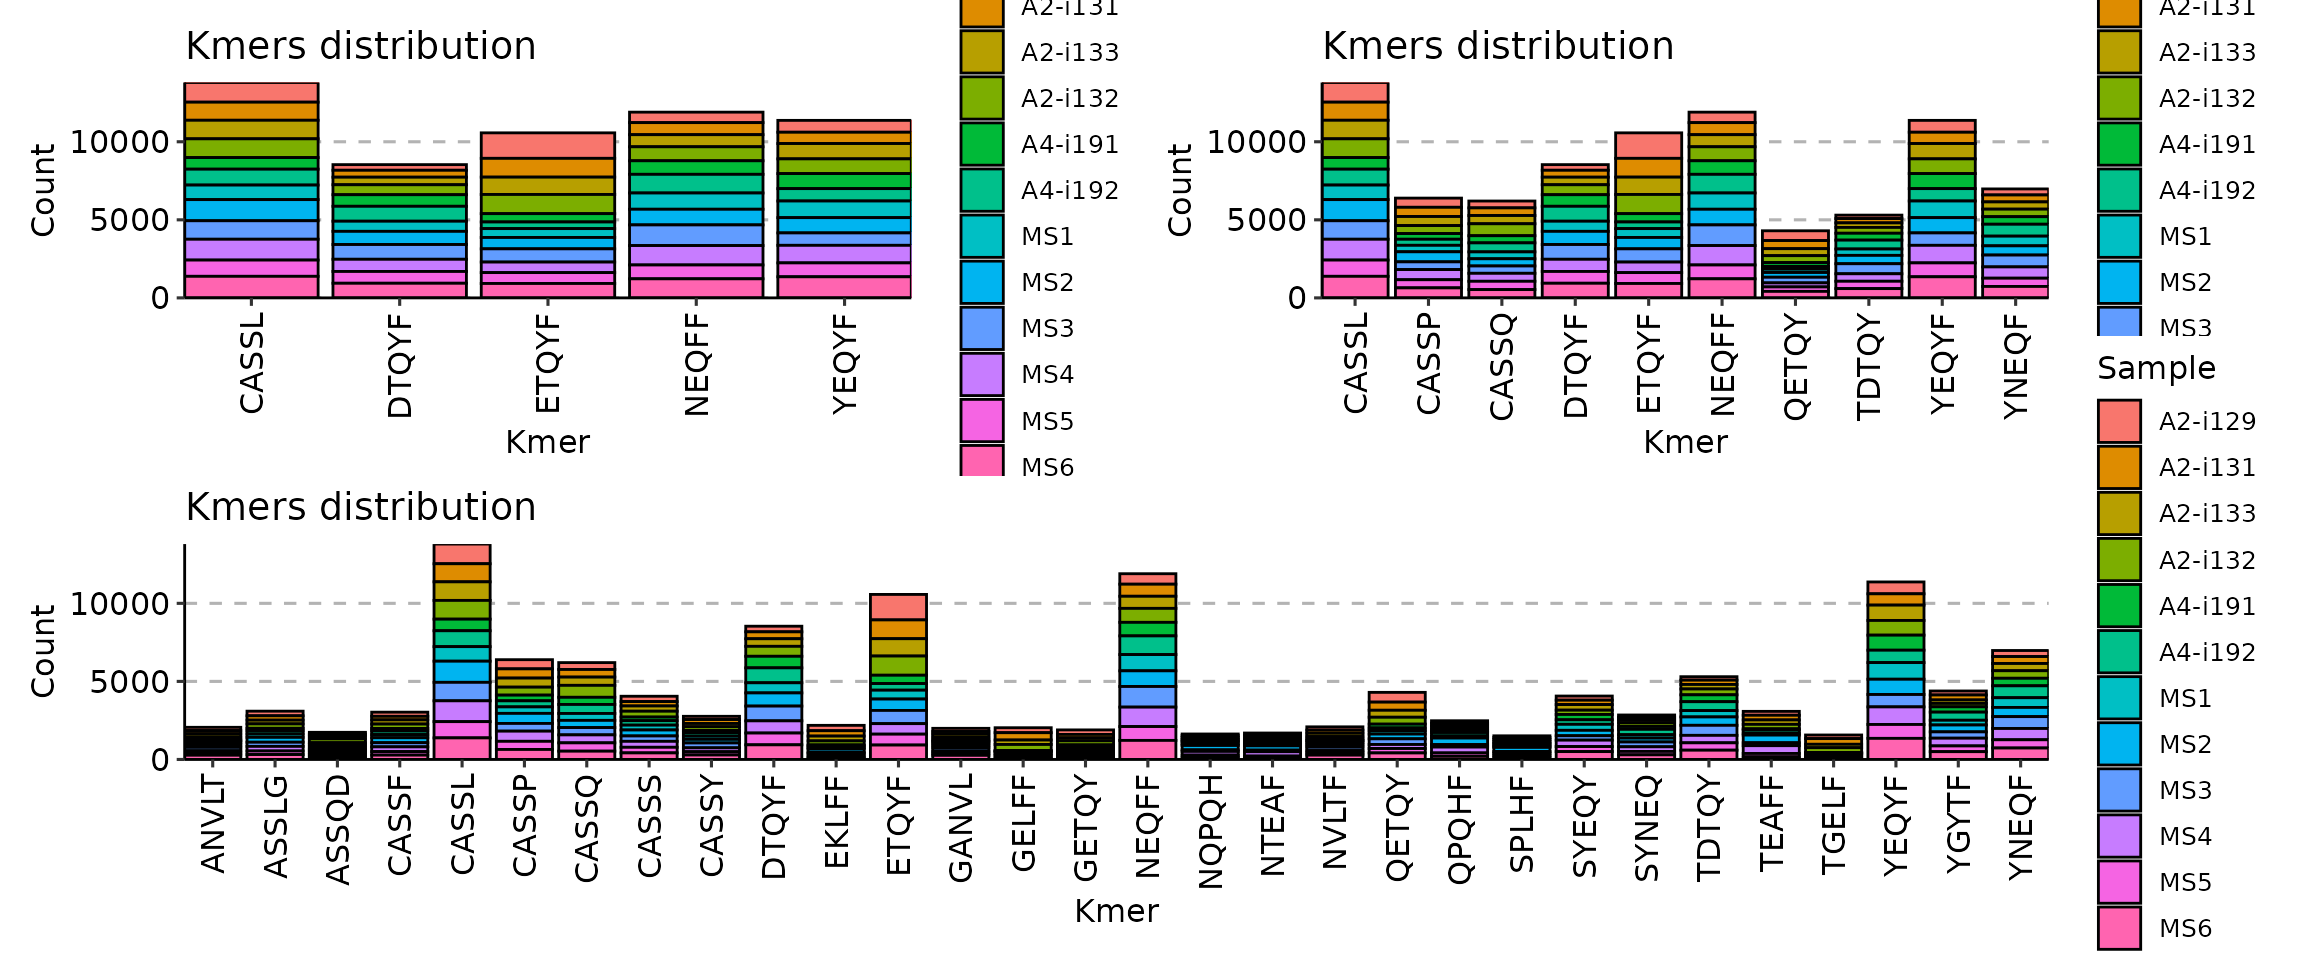 Kmers distribution
Count
10000
5000
0
CASSL
DTQYF
ETQYF
NEQFF
YEQYF
Kmer
A2-i131
A2-i133
A2-i132
A4-i191
A4-i192
MS1
MS2
MS3
MS4
MS5
MS6
Kmers distribution
Count
10000
5000
0
CASSL
CASSP
CASSQ
DTQYF
ETQYF
NEQFF
QETQY
TDTQY
YEQYF
YNEQF
Kmer
A2-i131
A2-i133
A2-i132
A4-i191
A4-i192
MS1
MS2
MS3
Kmers distribution
Count
10000
5000
0
ANVLT
ASSLG
ASSQD
CASSF
CASSL
CASSP
CASSQ
CASSS
CASSY
DTQYF
EKLFF
ETQYF
GANVL
GELFF
GETQY
NEQFF
NQPQH
NTEAF
NVLTF
QETQY
QPQHF
SPLHF
SYEQY
SYNEQ
TDTQY
TEAFF
TGELF
YEQYF
YGYTF
YNEQF
Kmer
Sample
A2-i129
A2-i131
A2-i133
A2-i132
A4-i191
A4-i192
MS1
MS2
MS3
MS4
MS5
MS6